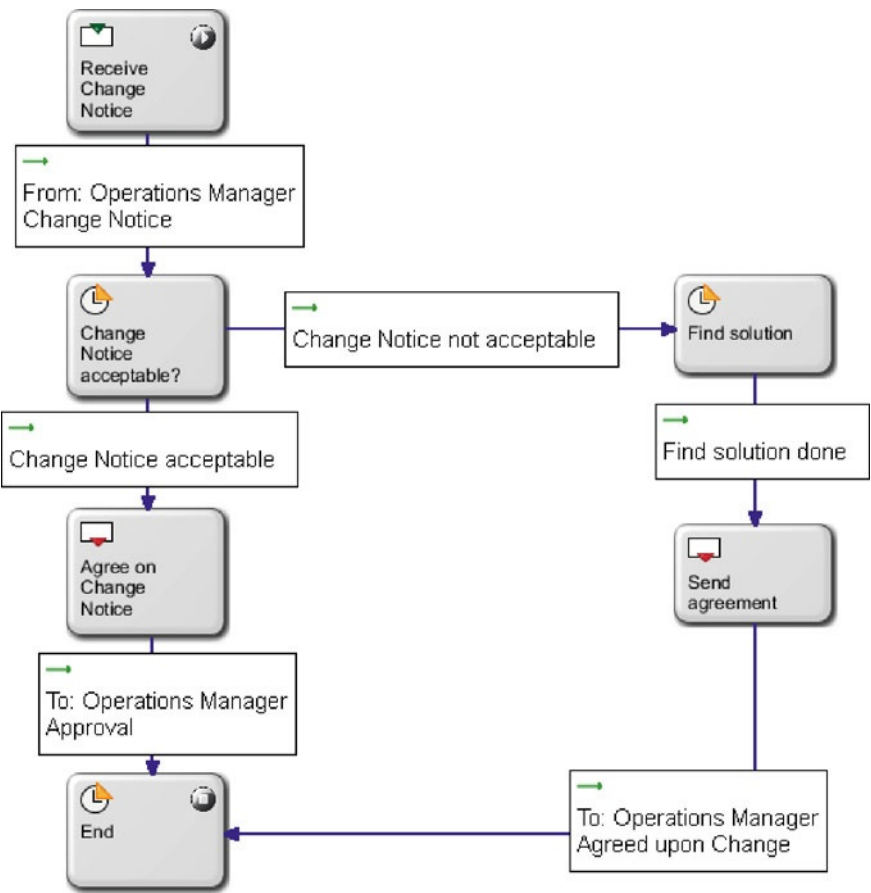 Receive
Change
Notice
From: Operations Manager
Change Notice
Change
Notice
acceptable?
Change Notice not acceptable
Find solution
Change Notice acceptable
Find solution done
Agree on
Change
Notice
Send
agreement
To: Operations Manager
Approval
End
To: Operations Manager
Agreed upon Change